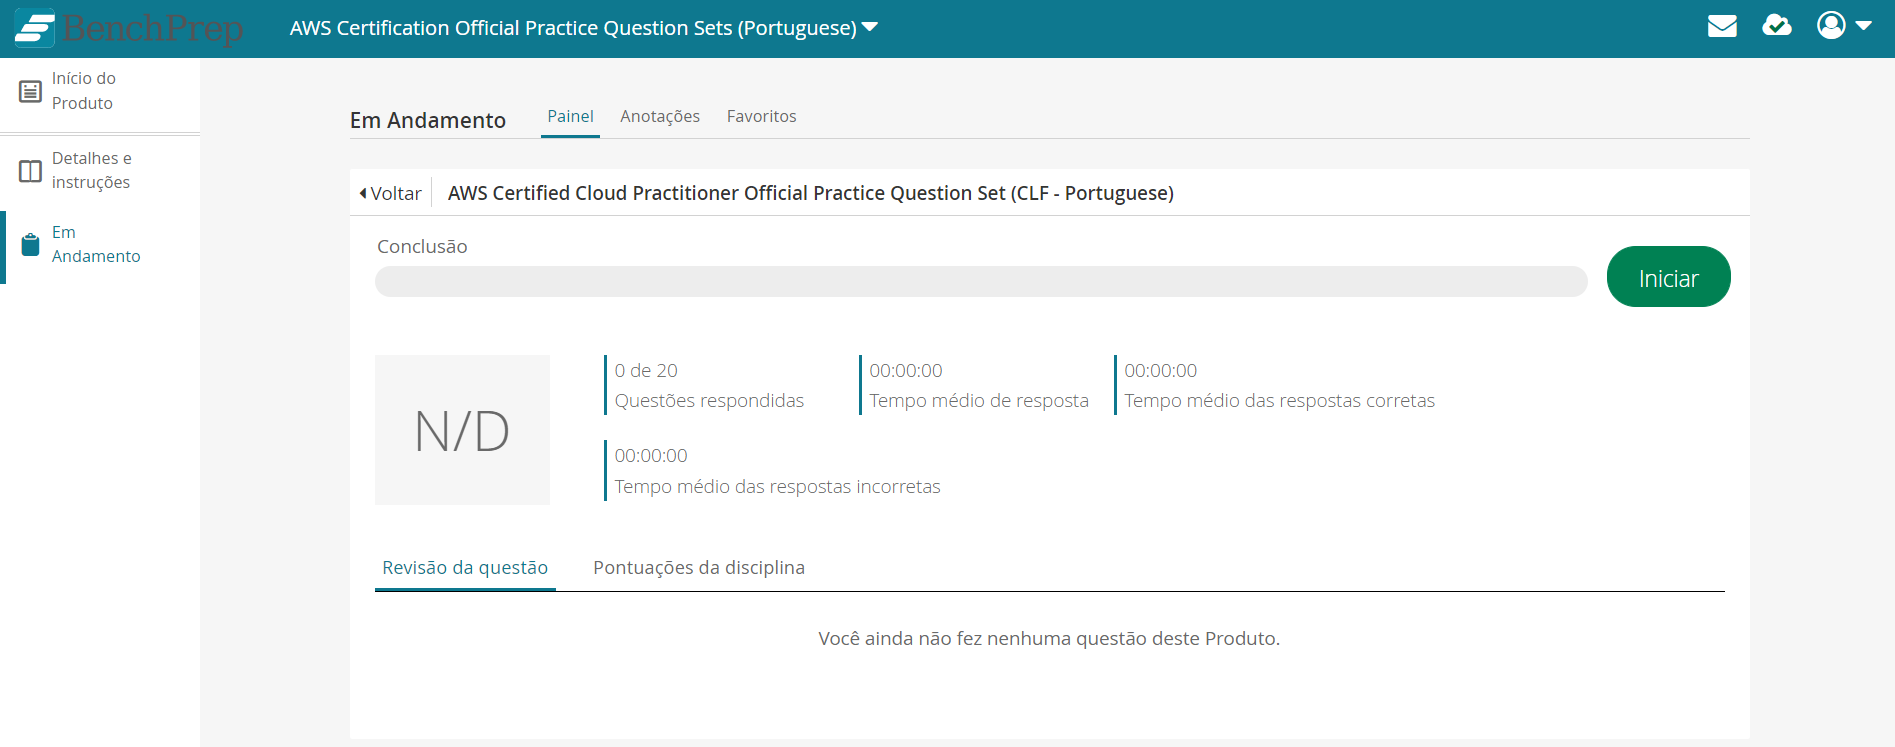 BenchPrep
AWS Certification Official Practice Question Sets (Portuguese)
Início do
Produto
Detalhes e
instruções
Em
Andamento
Em Andamento
Painel
Anotações
Favoritos
Voltar
AWS Certified Cloud Practitioner Official Practice Question Set (CLF - Portuguese)
Conclusão
Iniciar
N/D
0 de 20
Questões respondidas
00:00:00
Tempo médio de resposta
00:00:00
Tempo médio das respostas corretas
00:00:00
Tempo médio das respostas incorretas
Revisão da questão
Pontuações da disciplina
Você ainda não fez nenhuma questão deste Produto.